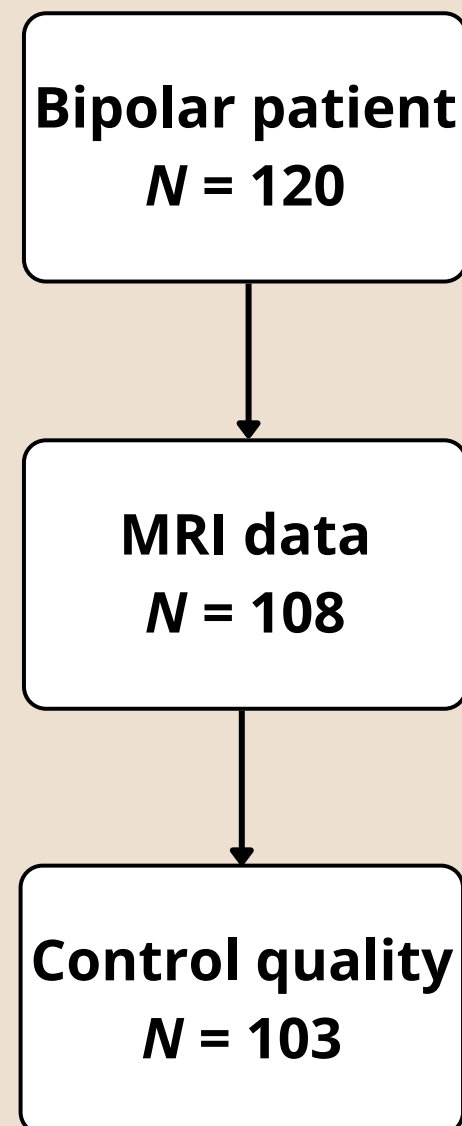 Bipolar patient
N = 120
MRI data
N = 108
Control quality
N = 103